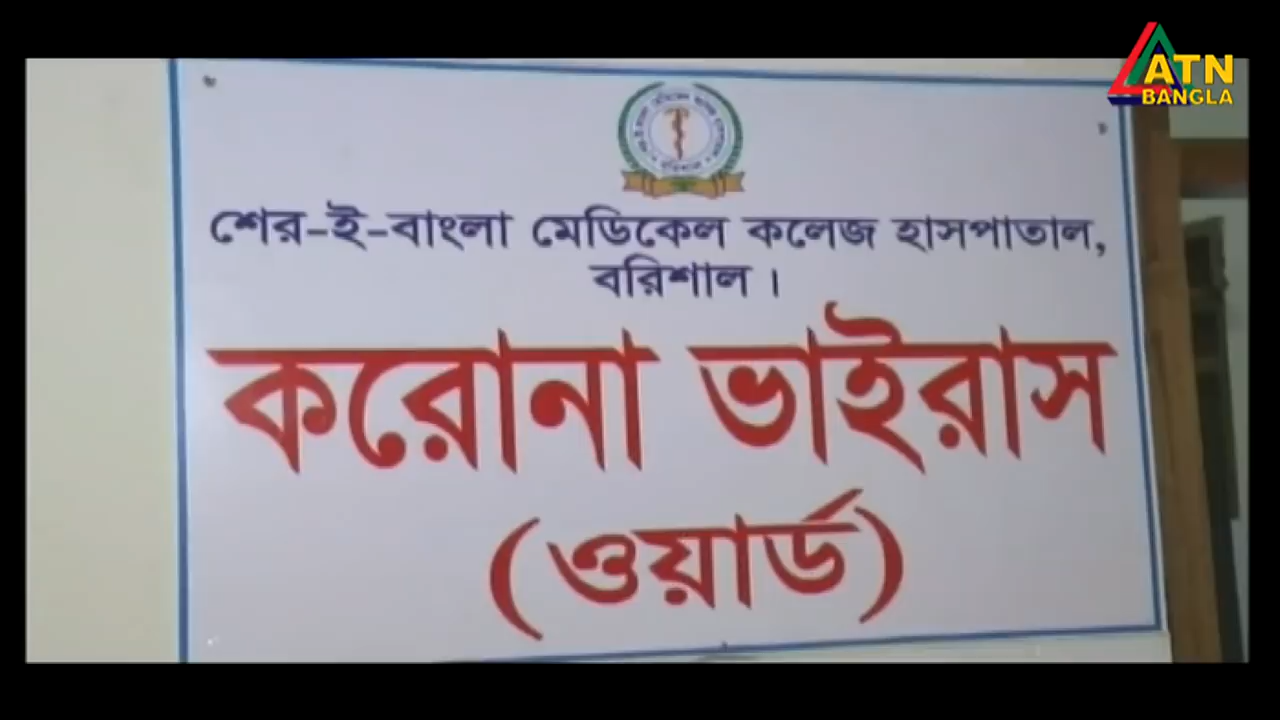 ATN
BANGLA
শের-ই-বাংলা মেডিকেল কলেজ হাসপাতাল,
বরিশাল।
করোনা ভাইরাস
(ওয়ার্ড)